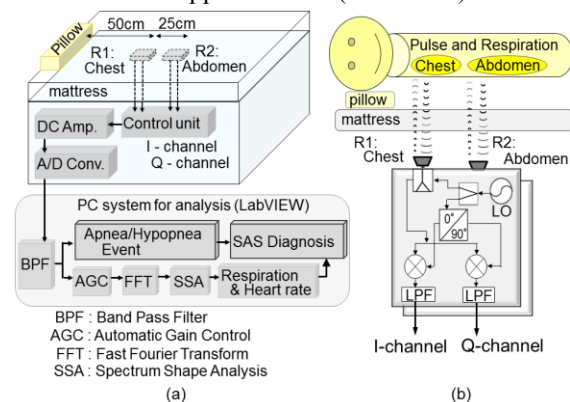 50cm 25cm
Pillow
R1: Chest
R2: Abdomen
mattress
DC Amp.
Control unit
I - channel
Q - channel
A/D Conv.
PC system for analysis (LabVIEW)
Apnea/Hypopnea Event
SAS Diagnosis
BPF
AGC
FFT
SSA
Respiration & Heart rate
BPF : Band Pass Filter
AGC : Automatic Gain Control
FFT : Fast Fourier Transform
SSA : Spectrum Shape Analysis
(a)
Pulse and Respiration
Chest
Abdomen
pillow
mattress
R1: Chest
R2: Abdomen
LO
0°
90°
LPF
LPF
I-channel
Q-channel
(b)